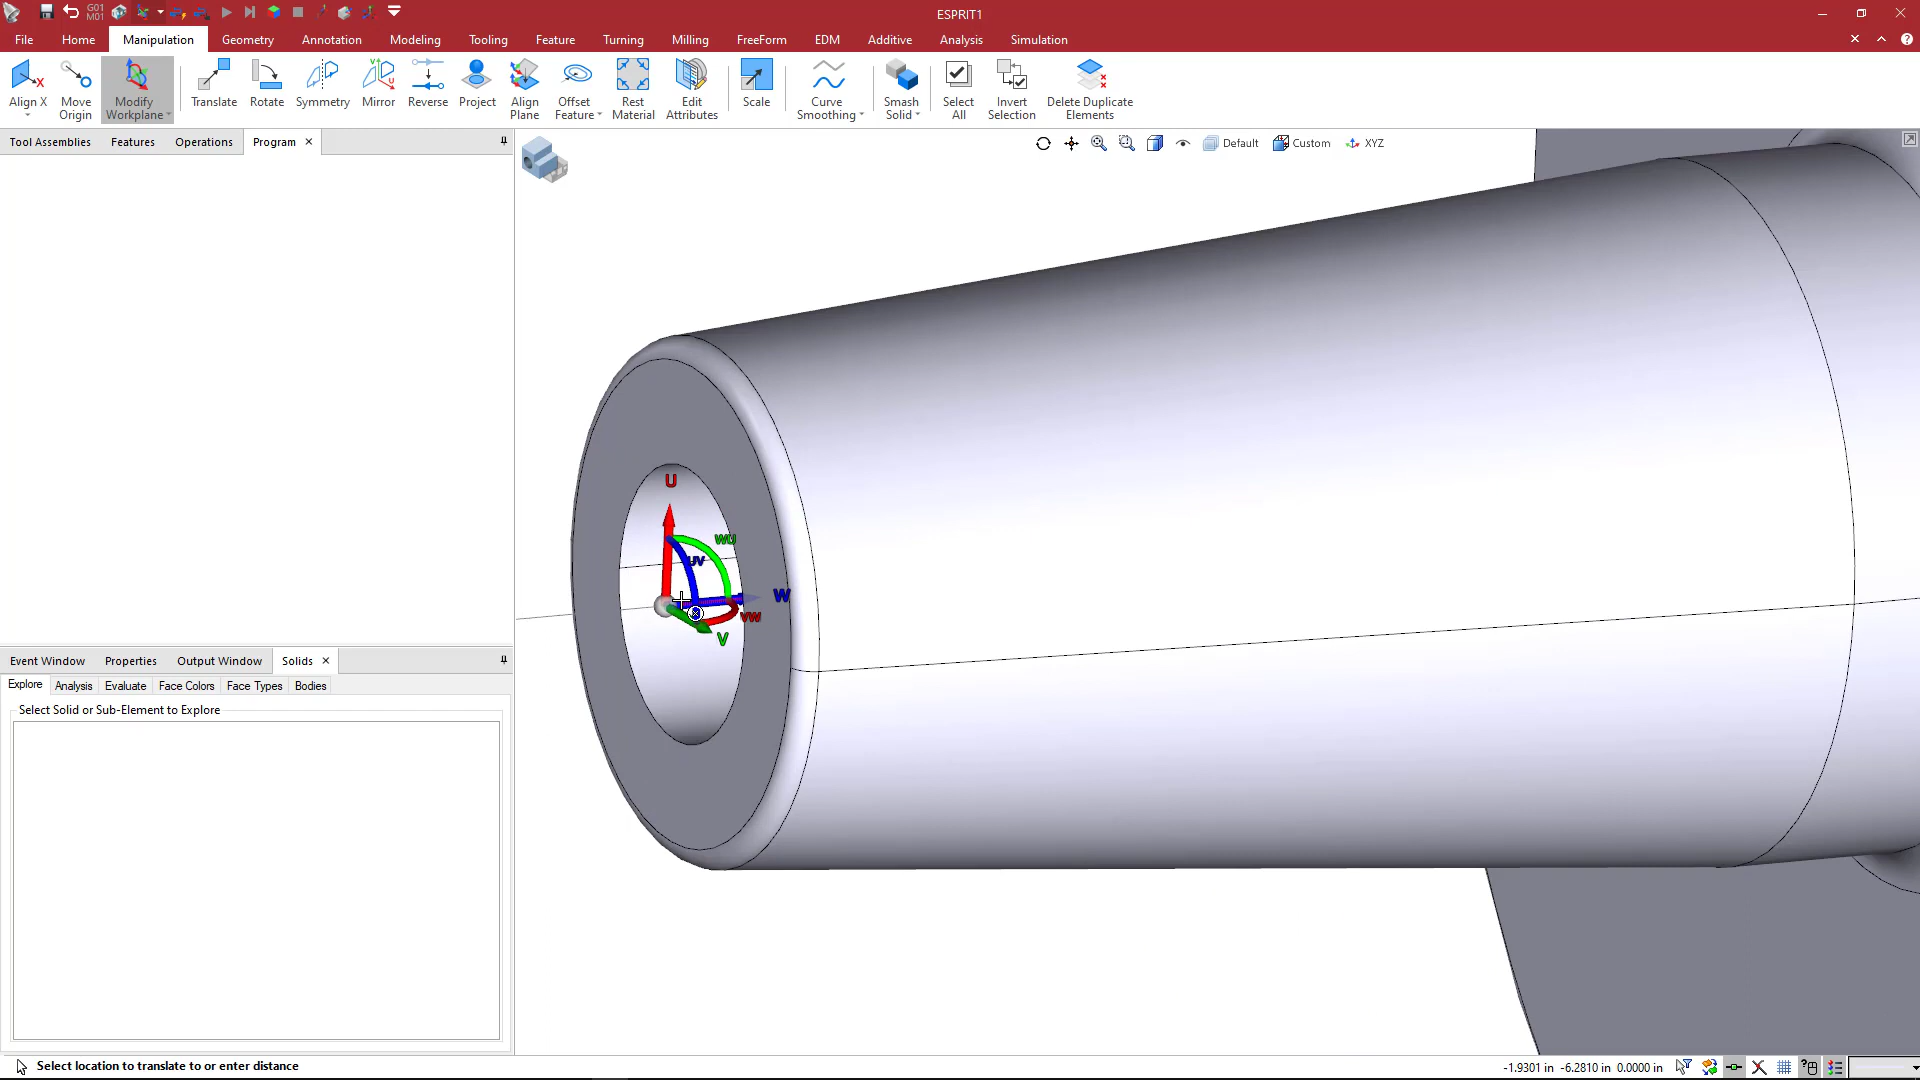 G01
M01
ESPRIT1
File
Home
Manipulation
Geometry
Annotation
Modeling
Tooling
Feature
Turning
Milling
FreeForm
EDM
Additive
Analysis
Simulation
Align X
Move
Origin
Modify
Workplane
Translate
Rotate
Symmetry
Mirror
Reverse
Project
Align
Plane
Offset
Feature
Rest
Material
Edit
Attributes
Scale
Curve
Smoothing
Smash
Solid
Select
All
Invert
Selection
Delete Duplicate
Elements
Tool Assemblies
Features
Operations
Program
Default
Custom
XYZ
U
WU
UV
W
VW
V
Event Window
Properties
Output Window
Solids
Explore
Analysis
Evaluate
Face Colors
Face Types
Bodies
Select Solid or Sub-Element to Explore
Select location to translate to or enter distance
-1.9301 in -6.2810 in 0.0000 in